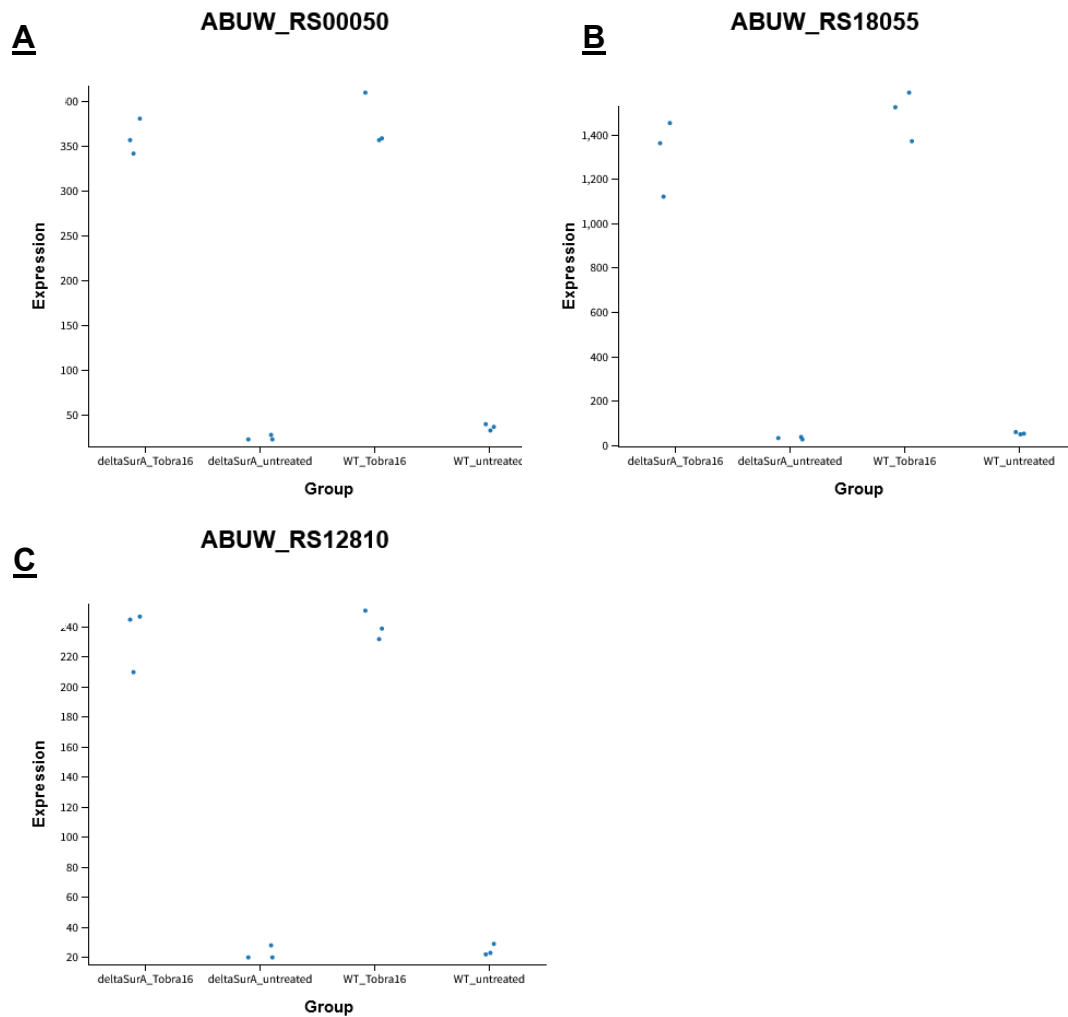 A
ABUW_RS00050
Expression
350
300
250
200
150
100
50
deltaSurA_Tobra16 deltaSurA_untreated WT_Tobra16 WT_untreated
Group
B
ABUW_RS18055
Expression
1,400
1,200
1,000
800
600
400
200
0
deltaSurA_Tobra16 deltaSurA_untreated WT_Tobra16 WT_untreated
Group
C
ABUW_RS12810
Expression
240
220
200
180
160
140
120
100
80
60
40
20
deltaSurA_Tobra16 deltaSurA_untreated WT_Tobra16 WT_untreated
Group